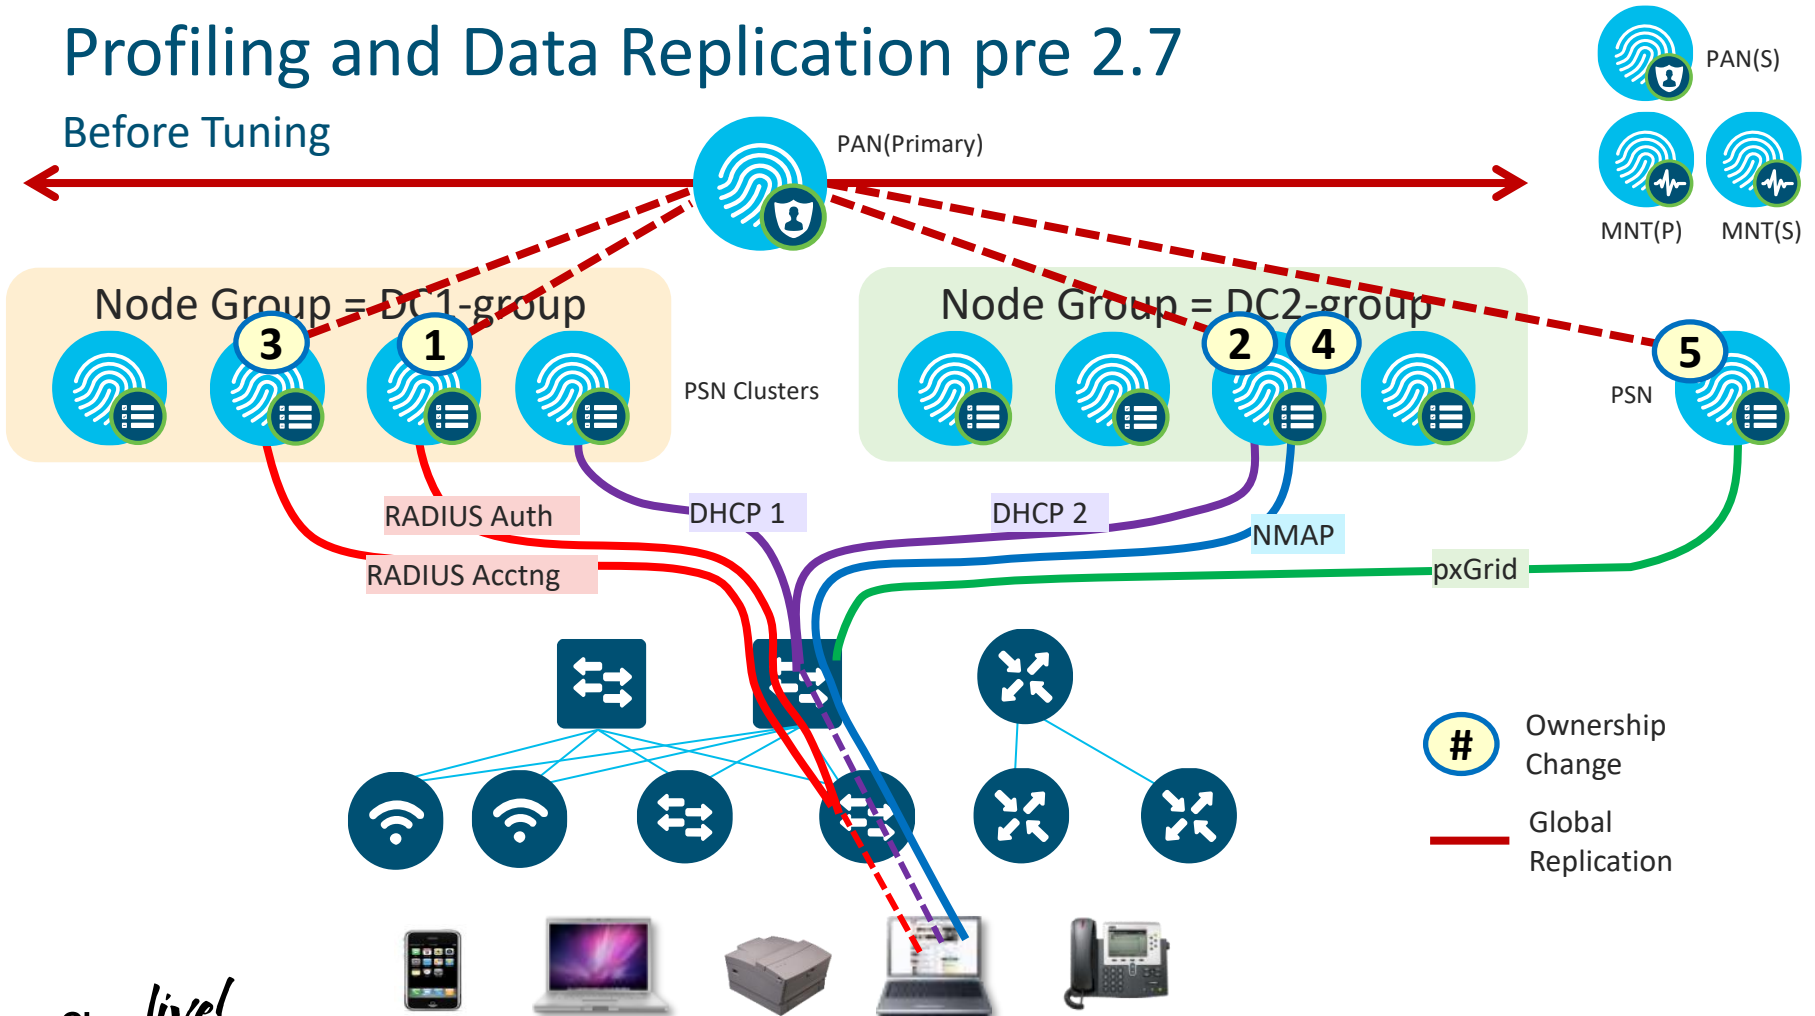 Profiling and Data Replication pre 2.7
Before Tuning
PAN(S)
PAN(Primary)
MNT(P)
MNT(S)
Node Group = DC1-group
Node Group = DC2-group
3
1
2
4
5
PSN Clusters
PSN
RADIUS Auth
DHCP 1
DHCP 2
NMAP
RADIUS Acctng
pxGrid
#
Ownership
Change
Global
Replication
live!